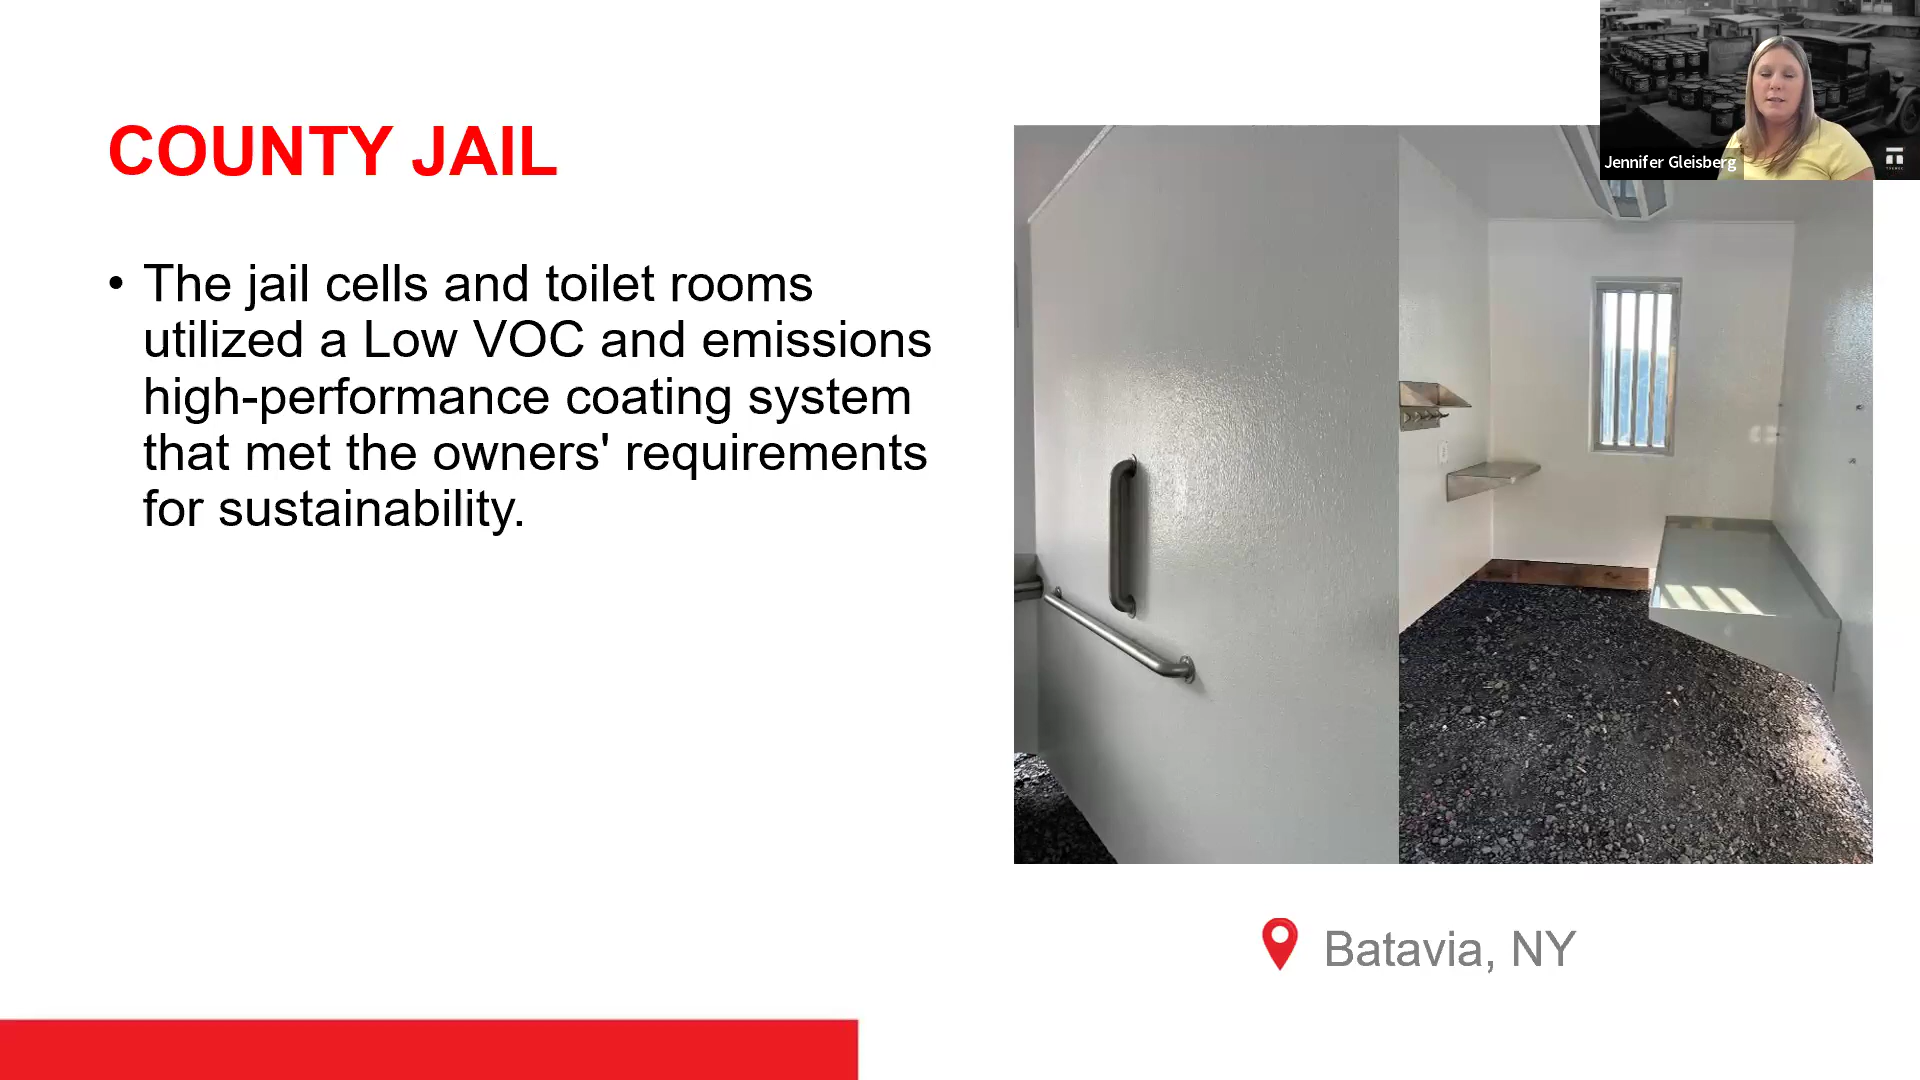 Jennifer Gleisberg
COUNTY JAIL
• The jail cells and toilet rooms
utilized a Low VOC and emissions
high-performance coating system
that met the owners' requirements
for sustainability.
Batavia, NY